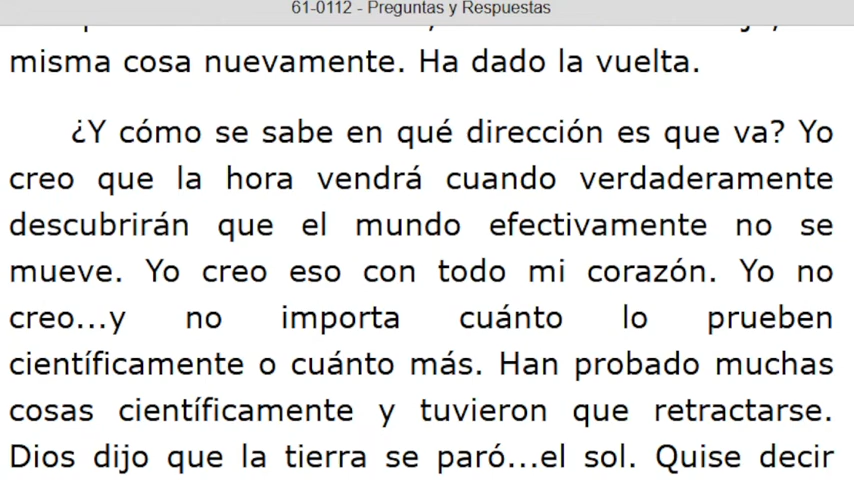 61-0112 - Preguntas y Respuestas
misma cosa nuevamente. Ha dado la vuelta.
¿Y cómo se sabe en qué dirección es que va? Yo
creo que la hora vendrá cuando verdaderamente
descubrirán que el mundo efectivamente no se
mueve. Yo creo eso con todo mi corazón. Yo no
creo...y no importa cuánto lo prueben
científicamente o cuánto más. Han probado muchas
cosas científicamente y tuvieron que retractarse.
Dios dijo que la tierra se paró...el sol. Quise decir